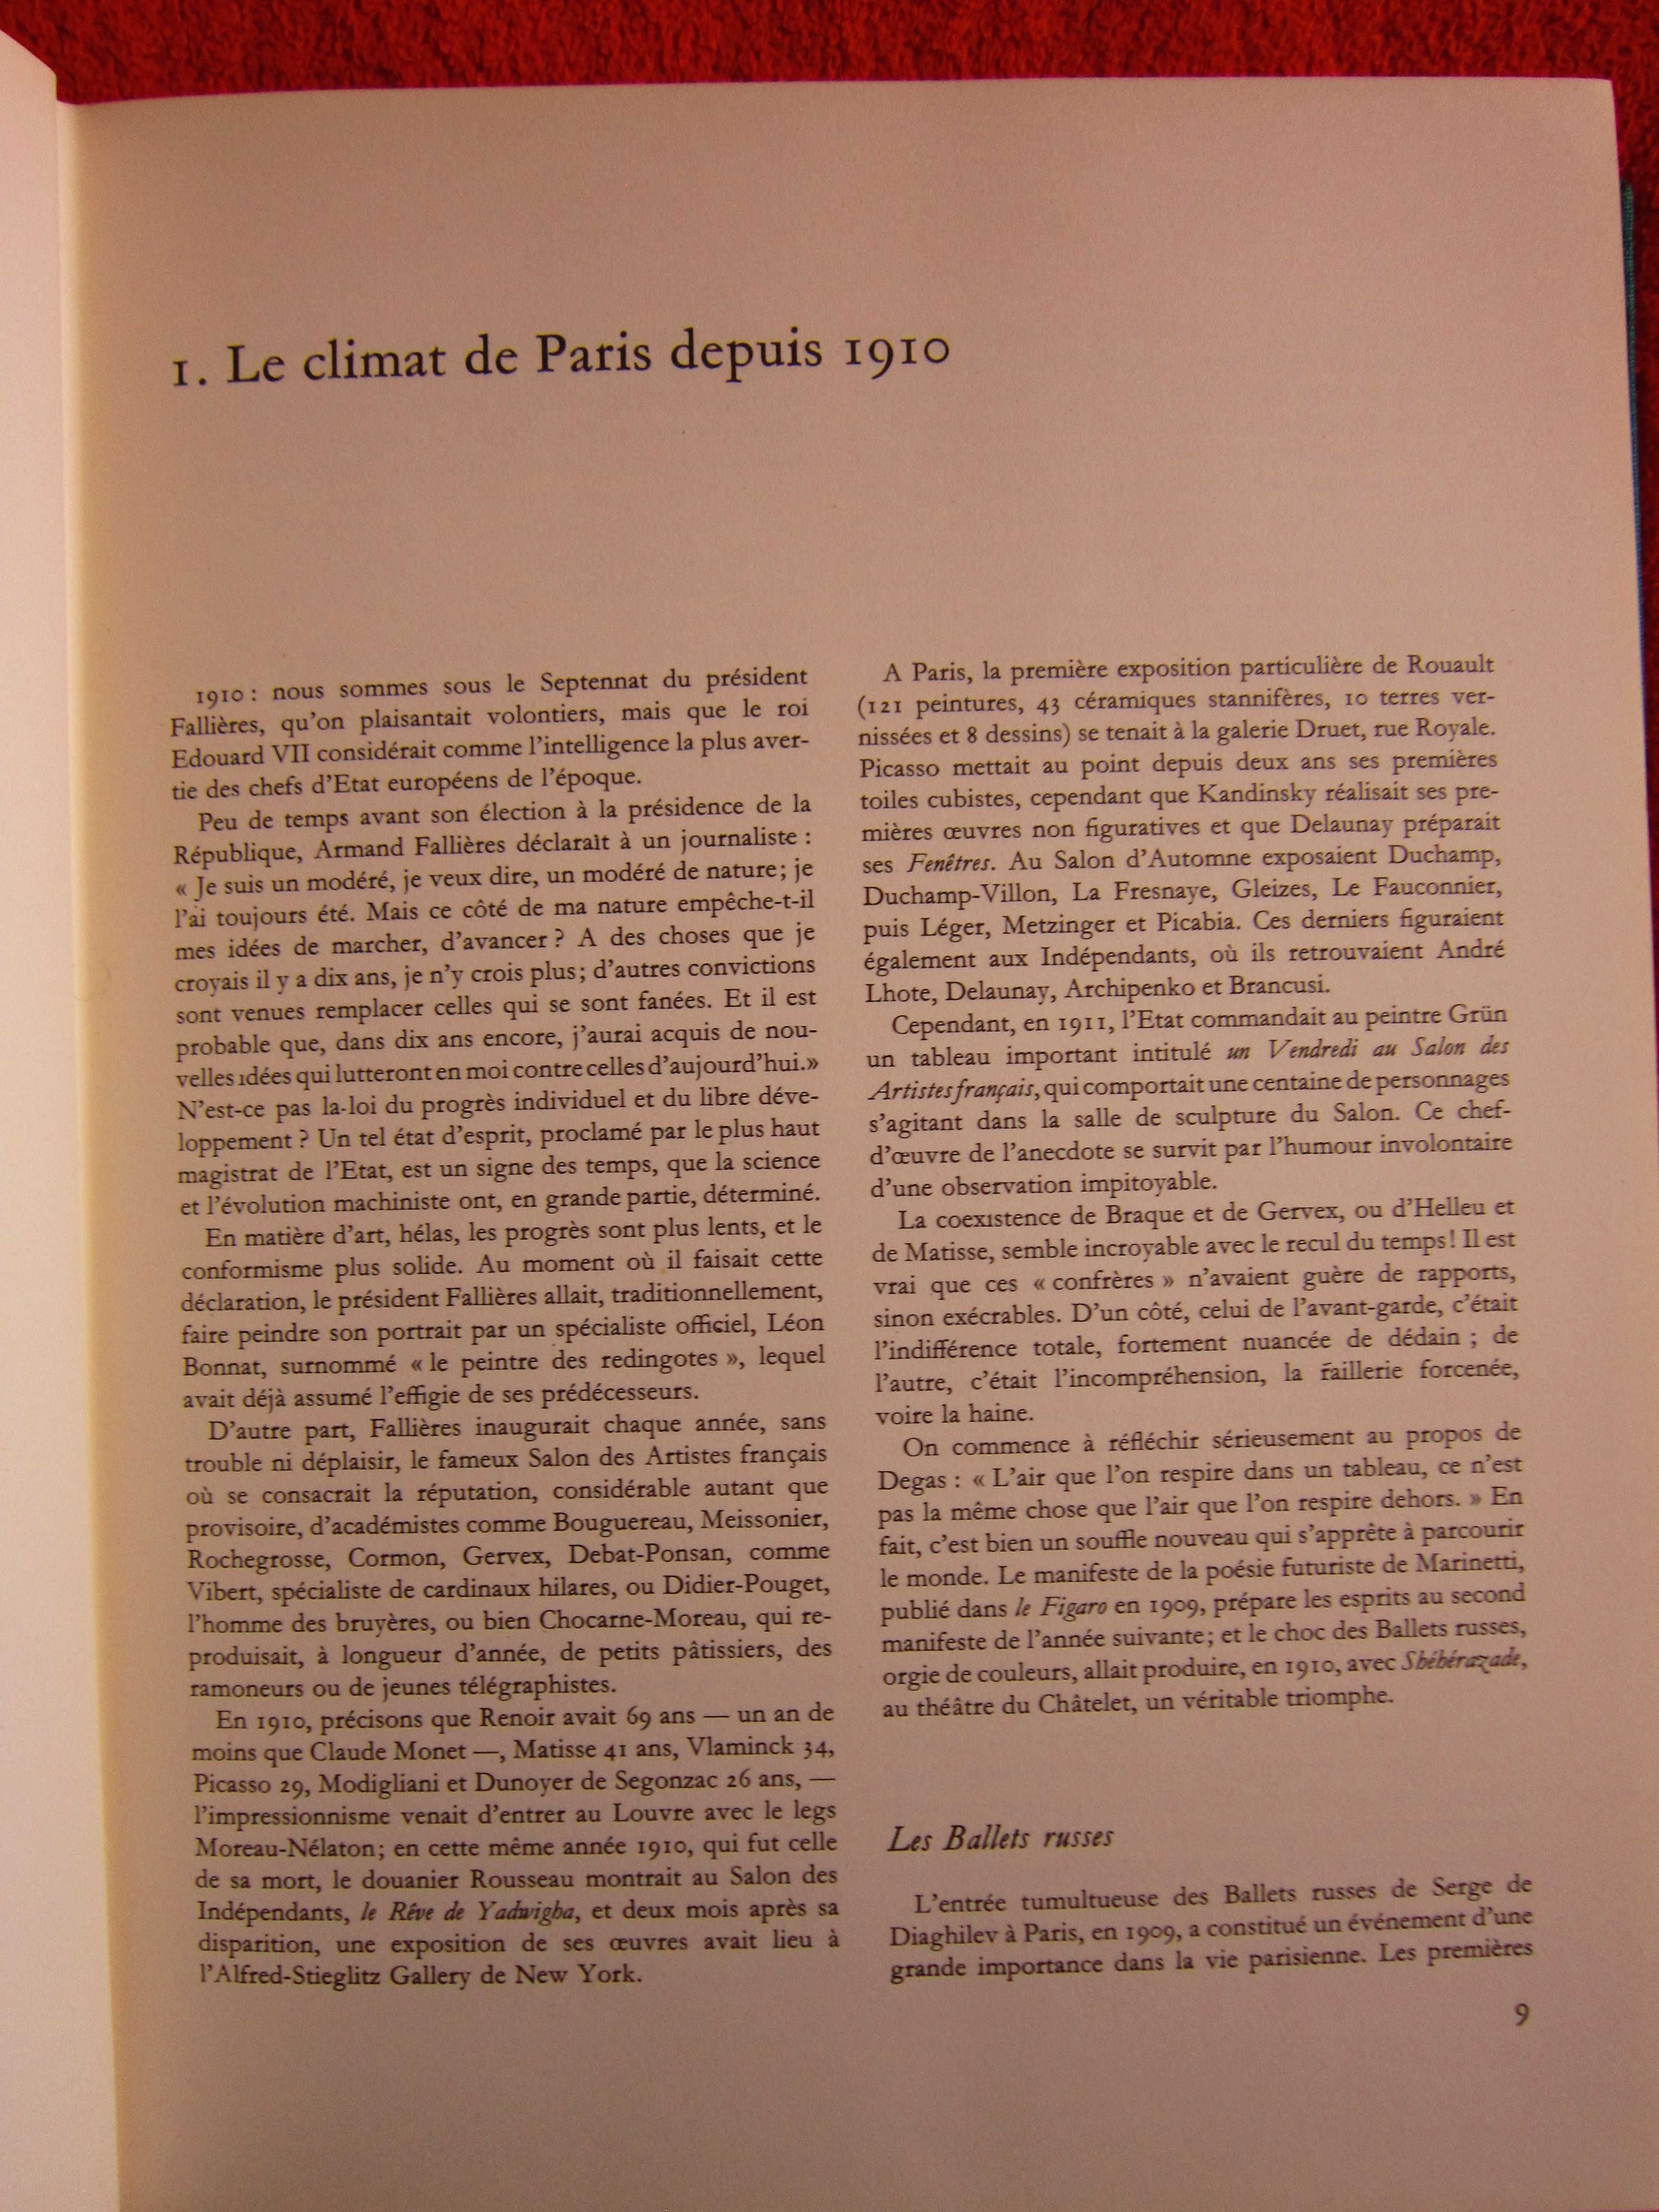 1. Le climat de Paris depuis 1910
1910 : nous sommes sous le Septennat du président
Fallières, qu'on plaisantait volontiers, mais que le roi
Edouard VII considérait comme l'intelligence la plus aver-
tie des chefs d'Etat européens de l'époque.
Peu de temps avant son élection à la présidence de la
République, Armand Fallières déclarait à un journaliste :
« Je suis un modéré, je veux dire, un modéré de nature; je
l'ai toujours été. Mais ce côté de ma nature empêche-t-il
mes idées de marcher, d'avancer ? A des choses que je
croyais il y a dix ans, je n'y crois plus; d'autres convictions
sont venues remplacer celles qui se sont fanées. Et il est
probable que, dans dix ans encore, j'aurai acquis de nou-
velles idées qui lutteront en moi contre celles d'aujourd'hui.»
N'est-ce pas la-loi du progrès individuel et du libre déve-
loppement ? Un tel état d'esprit, proclamé par le plus haut
magistrat de l'Etat, est un signe des temps, que la science
et l'évolution machiniste ont, en grande partie, déterminé.
En matière d'art, hélas, les progrès sont plus lents, et le
conformisme plus solide. Au moment où il faisait cette
déclaration, le président Fallières allait, traditionnellement,
faire peindre son portrait par un spécialiste officiel, Léon
Bonnat, surnommé « le peintre des redingotes », lequel
avait déjà assumé l'effigie de ses prédécesseurs.
D'autre part, Fallières inaugurait chaque année, sans
trouble ni déplaisir, le fameux Salon des Artistes français
où se consacrait la réputation, considérable autant que
provisoire, d'académistes comme Bouguereau, Meissonier,
Rochegrosse, Cormon, Gervex, Debat-Ponsan, comme
Vibert, spécialiste de cardinaux hilares, ou Didier-Pouget,
l'homme des bruyères, ou bien Chocarne-Moreau, qui re-
produisait, à longueur d'année, de petits pâtissiers, des
ramoneurs ou de jeunes télégraphistes.
En 1910, précisons que Renoir avait 69 ans — un an de
moins que Claude Monet —, Matisse 41 ans, Vlaminck 34,
Picasso 29, Modigliani et Dunoyer de Segonzac 26 ans, —
l'impressionnisme venait d'entrer au Louvre avec le legs
Moreau-Nélaton; en cette même année 1910, qui fut celle
de sa mort, le douanier Rousseau montrait au Salon des
Indépendants, le Rêve de Yadwigha, et deux mois après sa
disparition, une exposition de ses œuvres avait lieu à
l'Alfred-Stieglitz Gallery de New York.
A Paris, la première exposition particulière de Rouault
(121 peintures, 43 céramiques stannifères, 10 terres ver-
nissées et 8 dessins) se tenait à la galerie Druet, rue Royale.
Picasso mettait au point depuis deux ans ses premières
toiles cubistes, cependant que Kandinsky réalisait ses pre-
mières œuvres non figuratives et que Delaunay préparait
ses Fenêtres. Au Salon d'Automne exposaient Duchamp,
Duchamp-Villon, La Fresnaye, Gleizes, Le Fauconnier,
puis Léger, Metzinger et Picabia. Ces derniers figuraient
également aux Indépendants, où ils retrouvaient André
Lhote, Delaunay, Archipenko et Brancusi.
Cependant, en 1911, l'Etat commandait au peintre Grün
un tableau important intitulé un Vendredi au Salon des
Artistes français, qui comportait une centaine de personnages
s'agitant dans la salle de sculpture du Salon. Ce chef-
d'œuvre de l'anecdote se survit par l'humour involontaire
d'une observation impitoyable.
La coexistence de Braque et de Gervex, ou d'Helleu et
de Matisse, semble incroyable avec le recul du temps! Il est
vrai que ces « confrères » n'avaient guère de rapports,
sinon exécrables. D'un côté, celui de l'avant-garde, c'était
l'indifférence totale, fortement nuancée de dédain ; de
l'autre, c'était l'incompréhension, la raillerie forcenée,
voire la haine.
On commence à réfléchir sérieusement au propos de
Degas : « L'air que l'on respire dans un tableau, ce n'est
pas la même chose que l'air que l'on respire dehors. » En
fait, c'est bien un souffle nouveau qui s'apprête à parcourir
le monde. Le manifeste de la poésie futuriste de Marinetti,
publié dans le Figaro en 1909, prépare les esprits au second
manifeste de l'année suivante; et le choc des Ballets russes,
orgie de couleurs, allait produire, en 1910, avec Shéhérazade,
au théâtre du Châtelet, un véritable triomphe.
Les Ballets russes
L'entrée tumultueuse des Ballets russes de Serge de
Diaghilev à Paris, en 1909, a constitué un événement d'une
grande importance dans la vie parisienne. Les premières
9